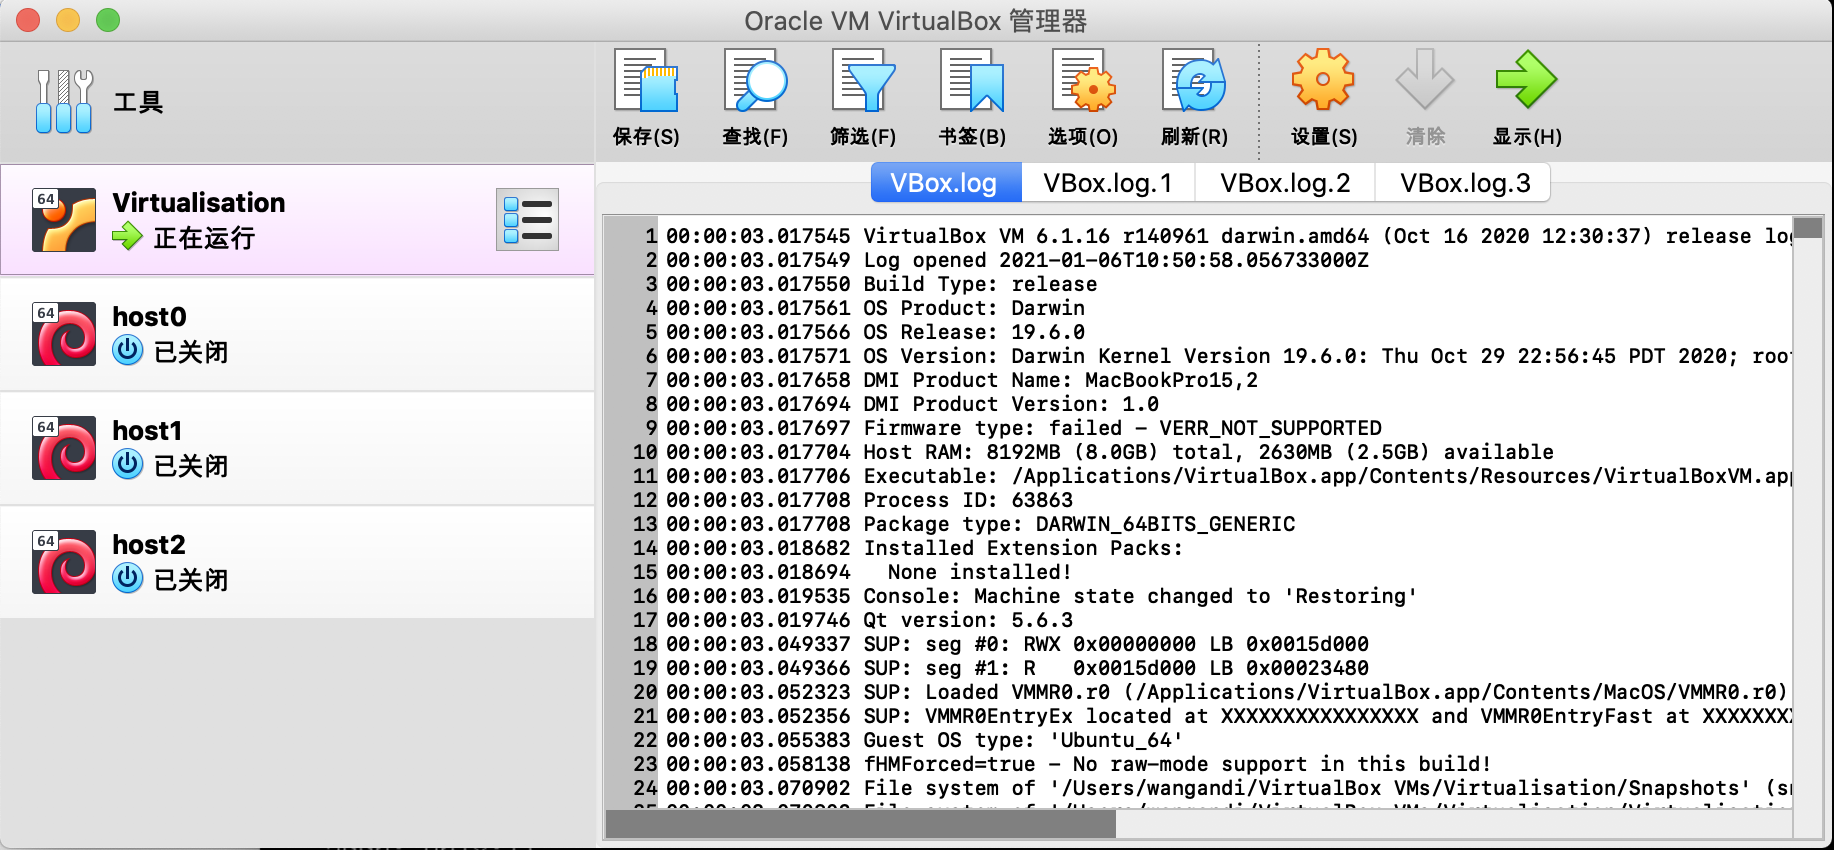 Oracle VM VirtualBox 管理器
工具
保存(S) 查找(F) 筛选(F) 书签(B) 选项(O) 刷新(R) 设置(S) 清除 显示(H)
64 Virtualisation
正在运行
64 host0
已关闭
64 host1
已关闭
64 host2
已关闭
VBox.log VBox.log.1 VBox.log.2 VBox.log.3
1 00:00:03.017545 VirtualBox VM 6.1.16 r140961 darwin.amd64 (Oct 16 2020 12:30:37) release log
2 00:00:03.017549 Log opened 2021-01-06T10:50:58.056733000Z
3 00:00:03.017550 Build Type: release
4 00:00:03.017561 OS Product: Darwin
5 00:00:03.017566 OS Release: 19.6.0
6 00:00:03.017571 OS Version: Darwin Kernel Version 19.6.0: Thu Oct 29 22:56:45 PDT 2020; roo
7 00:00:03.017658 DMI Product Name: MacBookPro15,2
8 00:00:03.017694 DMI Product Version: 1.0
9 00:00:03.017697 Firmware type: failed - VERR_NOT_SUPPORTED
10 00:00:03.017704 Host RAM: 8192MB (8.0GB) total, 2630MB (2.5GB) available
11 00:00:03.017706 Executable: /Applications/VirtualBox.app/Contents/Resources/VirtualBoxVM.app
12 00:00:03.017708 Process ID: 63863
13 00:00:03.017708 Package type: DARWIN_64BITS_GENERIC
14 00:00:03.018682 Installed Extension Packs:
15 00:00:03.018694   None installed!
16 00:00:03.019535 Console: Machine state changed to 'Restoring'
17 00:00:03.019746 Qt version: 5.6.3
18 00:00:03.049337 SUP: seg #0: RWX 0x00000000 LB 0x0015d000
19 00:00:03.049366 SUP: seg #1: R   0x0015d000 LB 0x00023480
20 00:00:03.052323 SUP: Loaded VMMR0.r0 (/Applications/VirtualBox.app/Contents/MacOS/VMMR0.r0)
21 00:00:03.052356 SUP: VMMR0EntryEx located at XXXXXXXXXXXXXXXX and VMMR0EntryFast at XXXXXXX
22 00:00:03.055383 Guest OS type: 'Ubuntu_64'
23 00:00:03.058138 fHMForced=true - No raw-mode support in this build!
24 00:00:03.070902 File system of '/Users/wangandi/VirtualBox VMs/Virtualisation/Snapshots' (s